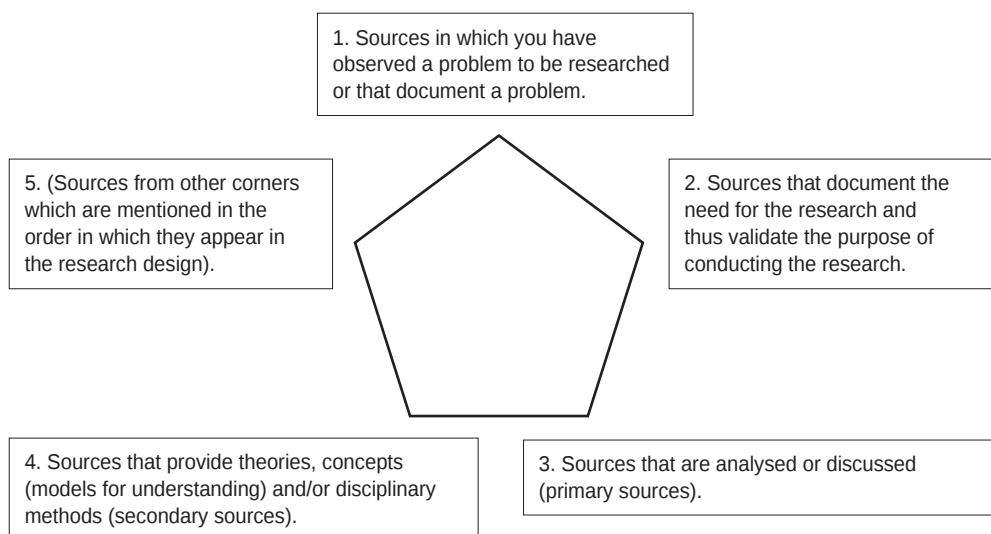 1. Sources in which you have
observed a problem to be researched
or that document a problem.
2. Sources that document the
need for the research and
thus validate the purpose of
conducting the research.
3. Sources that are analysed or discussed
(primary sources).
4. Sources that provide theories, concepts
(models for understanding) and/or disciplinary
methods (secondary sources).
5. (Sources from other corners
which are mentioned in the
order in which they appear in
the research design).